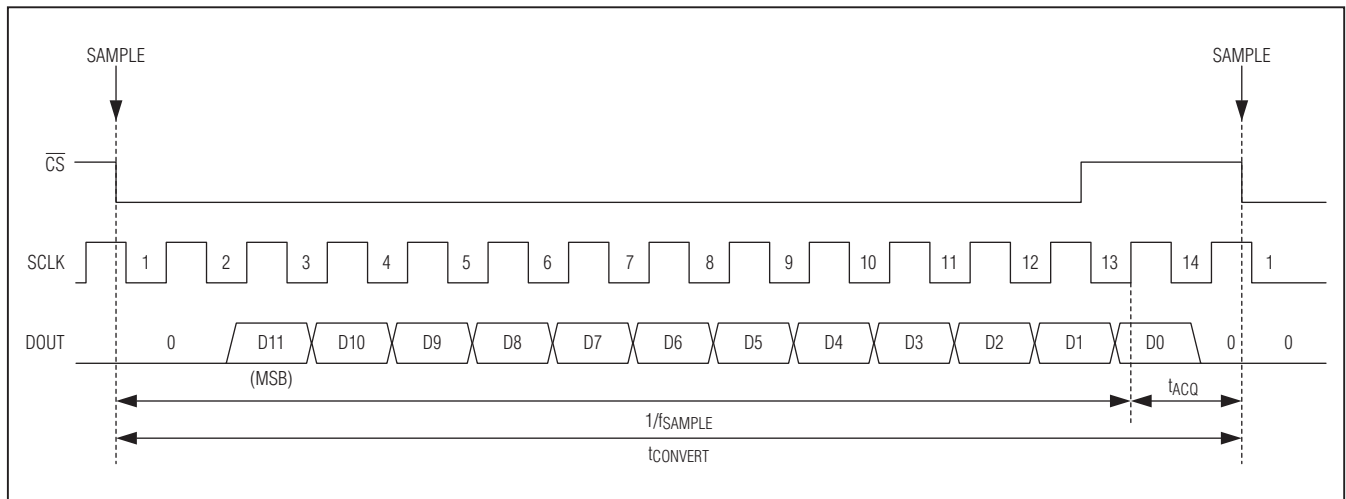 SAMPLE SAMPLE
CS
SCLK 1 2 3 4 5 6 7 8 9 10 11 12 13 14 1
DOUT 0 D11 D10 D9 D8 D7 D6 D5 D4 D3 D2 D1 D0 0 0
(MSB)
tACQ
1/fSAMPLE
tCONVERT